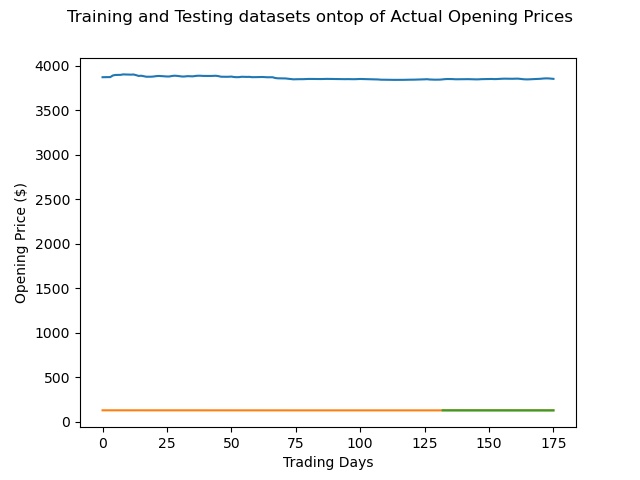 Training and Testing datasets ontop of Actual Opening Prices
4000
3500
3000
2500
2000
1500
1000
500
0
Opening Price ($)
0 25 50 75 100 125 150 175
Trading Days